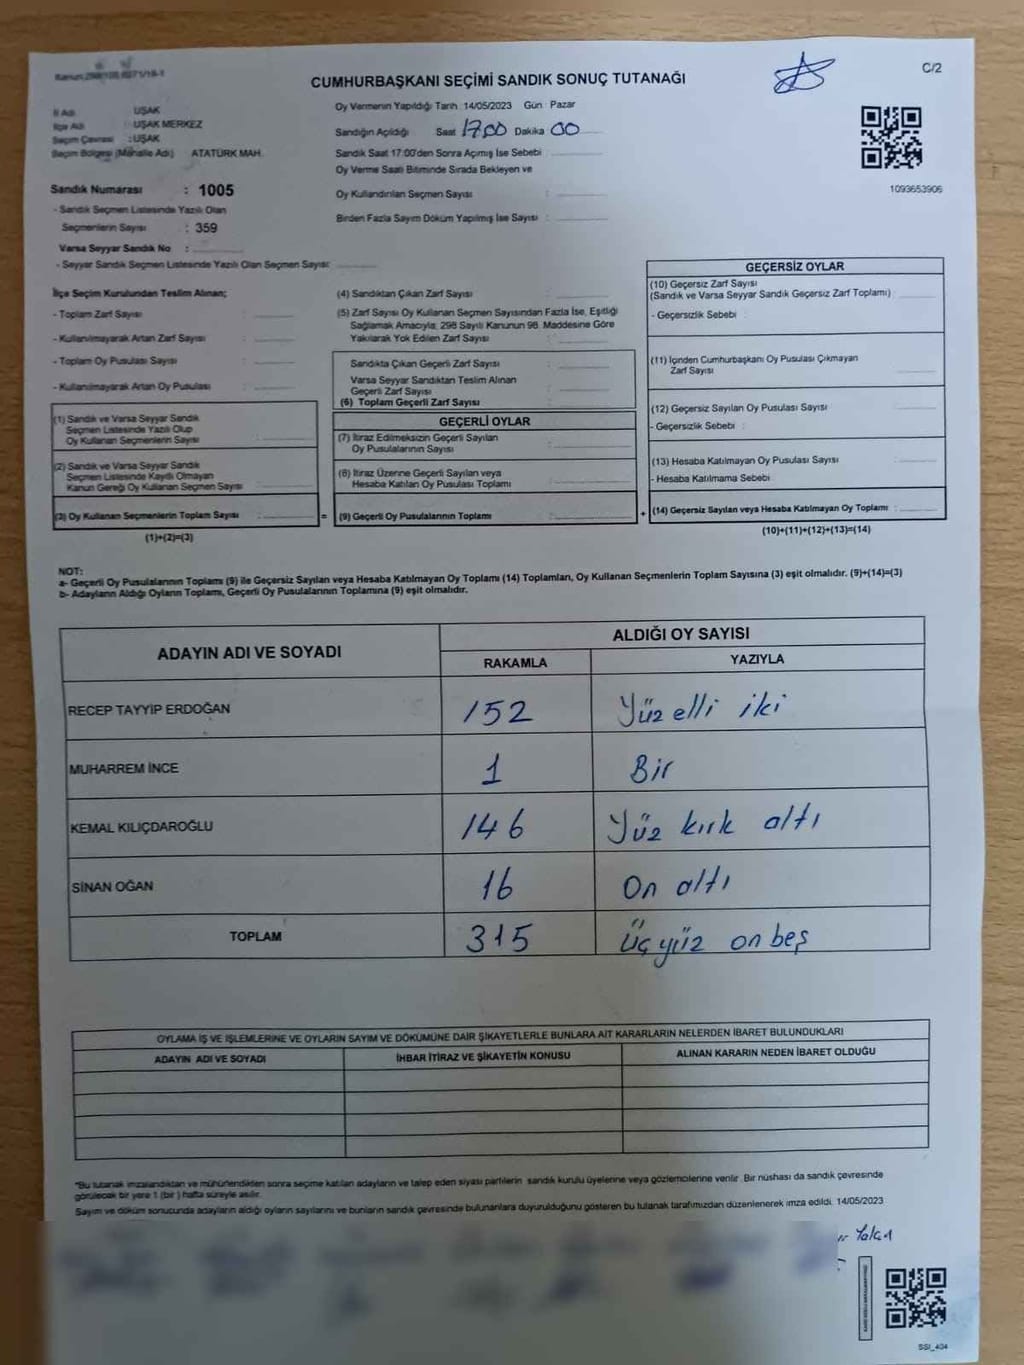 CUMHURBAŞKANI SEÇİMİ SANDIK SONUÇ TUTANAĞI
C/2
İl Adı : UŞAK
İlçe Adı : UŞAK MERKEZ
Seçim Çevresi : UŞAK
Seçim Bölgesi (Mahalle Adı) ATATÜRK MAH.
Sandık Numarası : 1005
- Sandık Seçmen Listesinde Yazılı Olan
Seçmenlerin Sayısı : 359
Varsa Seyyar Sandık No :
- Seyyar Sandık Seçmen Listesinde Yazılı Olan Seçmen Sayısı:
Oy Vermenin Yapıldığı Tarih 14/05/2023 Gün : Pazar
Sandığın Açıldığı Saat 17.00 Dakika 00
Sandık Saat 17:00'den Sonra Açımış İse Sebebi :
Oy Verme Saati Bitiminde Sırada Bekleyen ve
Oy Kullandırılan Seçmen Sayısı :
Birden Fazla Sayım Döküm Yapılmış İse Sayısı :
1093653906
İlçe Seçim Kurulundan Teslim Alınan;
- Toplam Zarf Sayısı :
- Kullanılmayarak Artan Zarf Sayısı :
- Toplam Oy Pusulası Sayısı :
- Kullanılmayarak Artan Oy Pusulası :
(1) Sandık ve Varsa Seyyar Sandık
Seçmen Listesinde Yazılı Olup
Oy Kullanan Seçmenlerin Sayısı :
(2) Sandık ve Varsa Seyyar Sandık
Seçmen Listesinde Kayıtlı Olmayan
Kanun Gereği Oy Kullanan Seçmen Sayısı :
(3) Oy Kullanan Seçmenlerin Toplam Sayısı :
(1)+(2)=(3)
=
(4) Sandıktan Çıkan Zarf Sayısı :
(5) Zarf Sayısı Oy Kullanan Seçmen Sayısından Fazla İse, Eşitliği
Sağlamak Amacıyla, 298 Sayılı Kanunun 98. Maddesine Göre
Yakılarak Yok Edilen Zarf Sayısı :
Sandıkta Çıkan Geçerli Zarf Sayısı :
Varsa Seyyar Sandıktan Teslim Alınan
Geçerli Zarf Sayısı :
(6) Toplam Geçerli Zarf Sayısı :
GEÇERLİ OYLAR
(7) İtiraz Edilmeksizin Geçerli Sayılan
Oy Pusulalarının Sayısı :
(8) İtiraz Üzerine Geçerli Sayılan veya
Hesaba Katılan Oy Pusulası Toplamı :
(9) Geçerli Oy Pusulalarının Toplamı :
+
GEÇERSİZ OYLAR
(10) Geçersiz Zarf Sayısı
(Sandık ve Varsa Seyyar Sandık Geçersiz Zarf Toplamı)
- Geçersizlik Sebebi :
(11) İçinden Cumhurbaşkanı Oy Pusulası Çıkmayan
Zarf Sayısı :
(12) Geçersiz Sayılan Oy Pusulası Sayısı :
- Geçersizlik Sebebi :
(13) Hesaba Katılmayan Oy Pusulası Sayısı :
- Hesaba Katılmama Sebebi :
(14) Geçersiz Sayılan veya Hesaba Katılmayan Oy Toplamı :
(10)+(11)+(12)+(13)=(14)
NOT:
a- Geçerli Oy Pusulalarının Toplamı (9) ile Geçersiz Sayılan veya Hesaba Katılmayan Oy Toplamı (14) Toplamları, Oy Kullanan Seçmenlerin Toplam Sayısına (3) eşit olmalıdır. (9)+(14)=(3)
b- Adayların Aldığı Oyların Toplamı, Geçerli Oy Pusulalarının Toplamına (9) eşit olmalıdır.
ADAYIN ADI VE SOYADI ALDIĞI OY SAYISI
RAKAMLA YAZIYLA
RECEP TAYYİP ERDOĞAN 152 Yüz elli iki
MUHARREM İNCE 1 Bir
KEMAL KILIÇDAROĞLU 146 Yüz kırk altı
SİNAN OĞAN 16 On altı
TOPLAM 315 Üç yüz on beş
OYLAMA İŞ VE İŞLEMLERİNE VE OYLARIN SAYIM VE DÖKÜMÜNE DAİR ŞİKAYETLERLE BUNLARA AİT KARARLARIN NELERDEN İBARET BULUNDUKLARI
ADAYIN ADI VE SOYADI İHBAR İTİRAZ VE ŞİKAYETİN KONUSU ALINAN KARARIN NEDEN İBARET OLDUĞU
*Bu tutanak imzalandıktan ve mühürlendikten sonra seçime katılan adayların ve talep eden siyasi partilerin sandık kurulu üyelerine veya gözlemcilerine verilir. Bir nüshası da sandık çevresinde
görülecek bir yere 1 (bir ) hafta süreyle asılır.
Sayım ve döküm sonucunda adayların aldığı oyların sayılarını ve bunların sandık çevresinde bulunanlara duyurulduğunu gösteren bu tutanak tarafımızdan düzenlenerek imza edildi. 14/05/2023
SSI_404